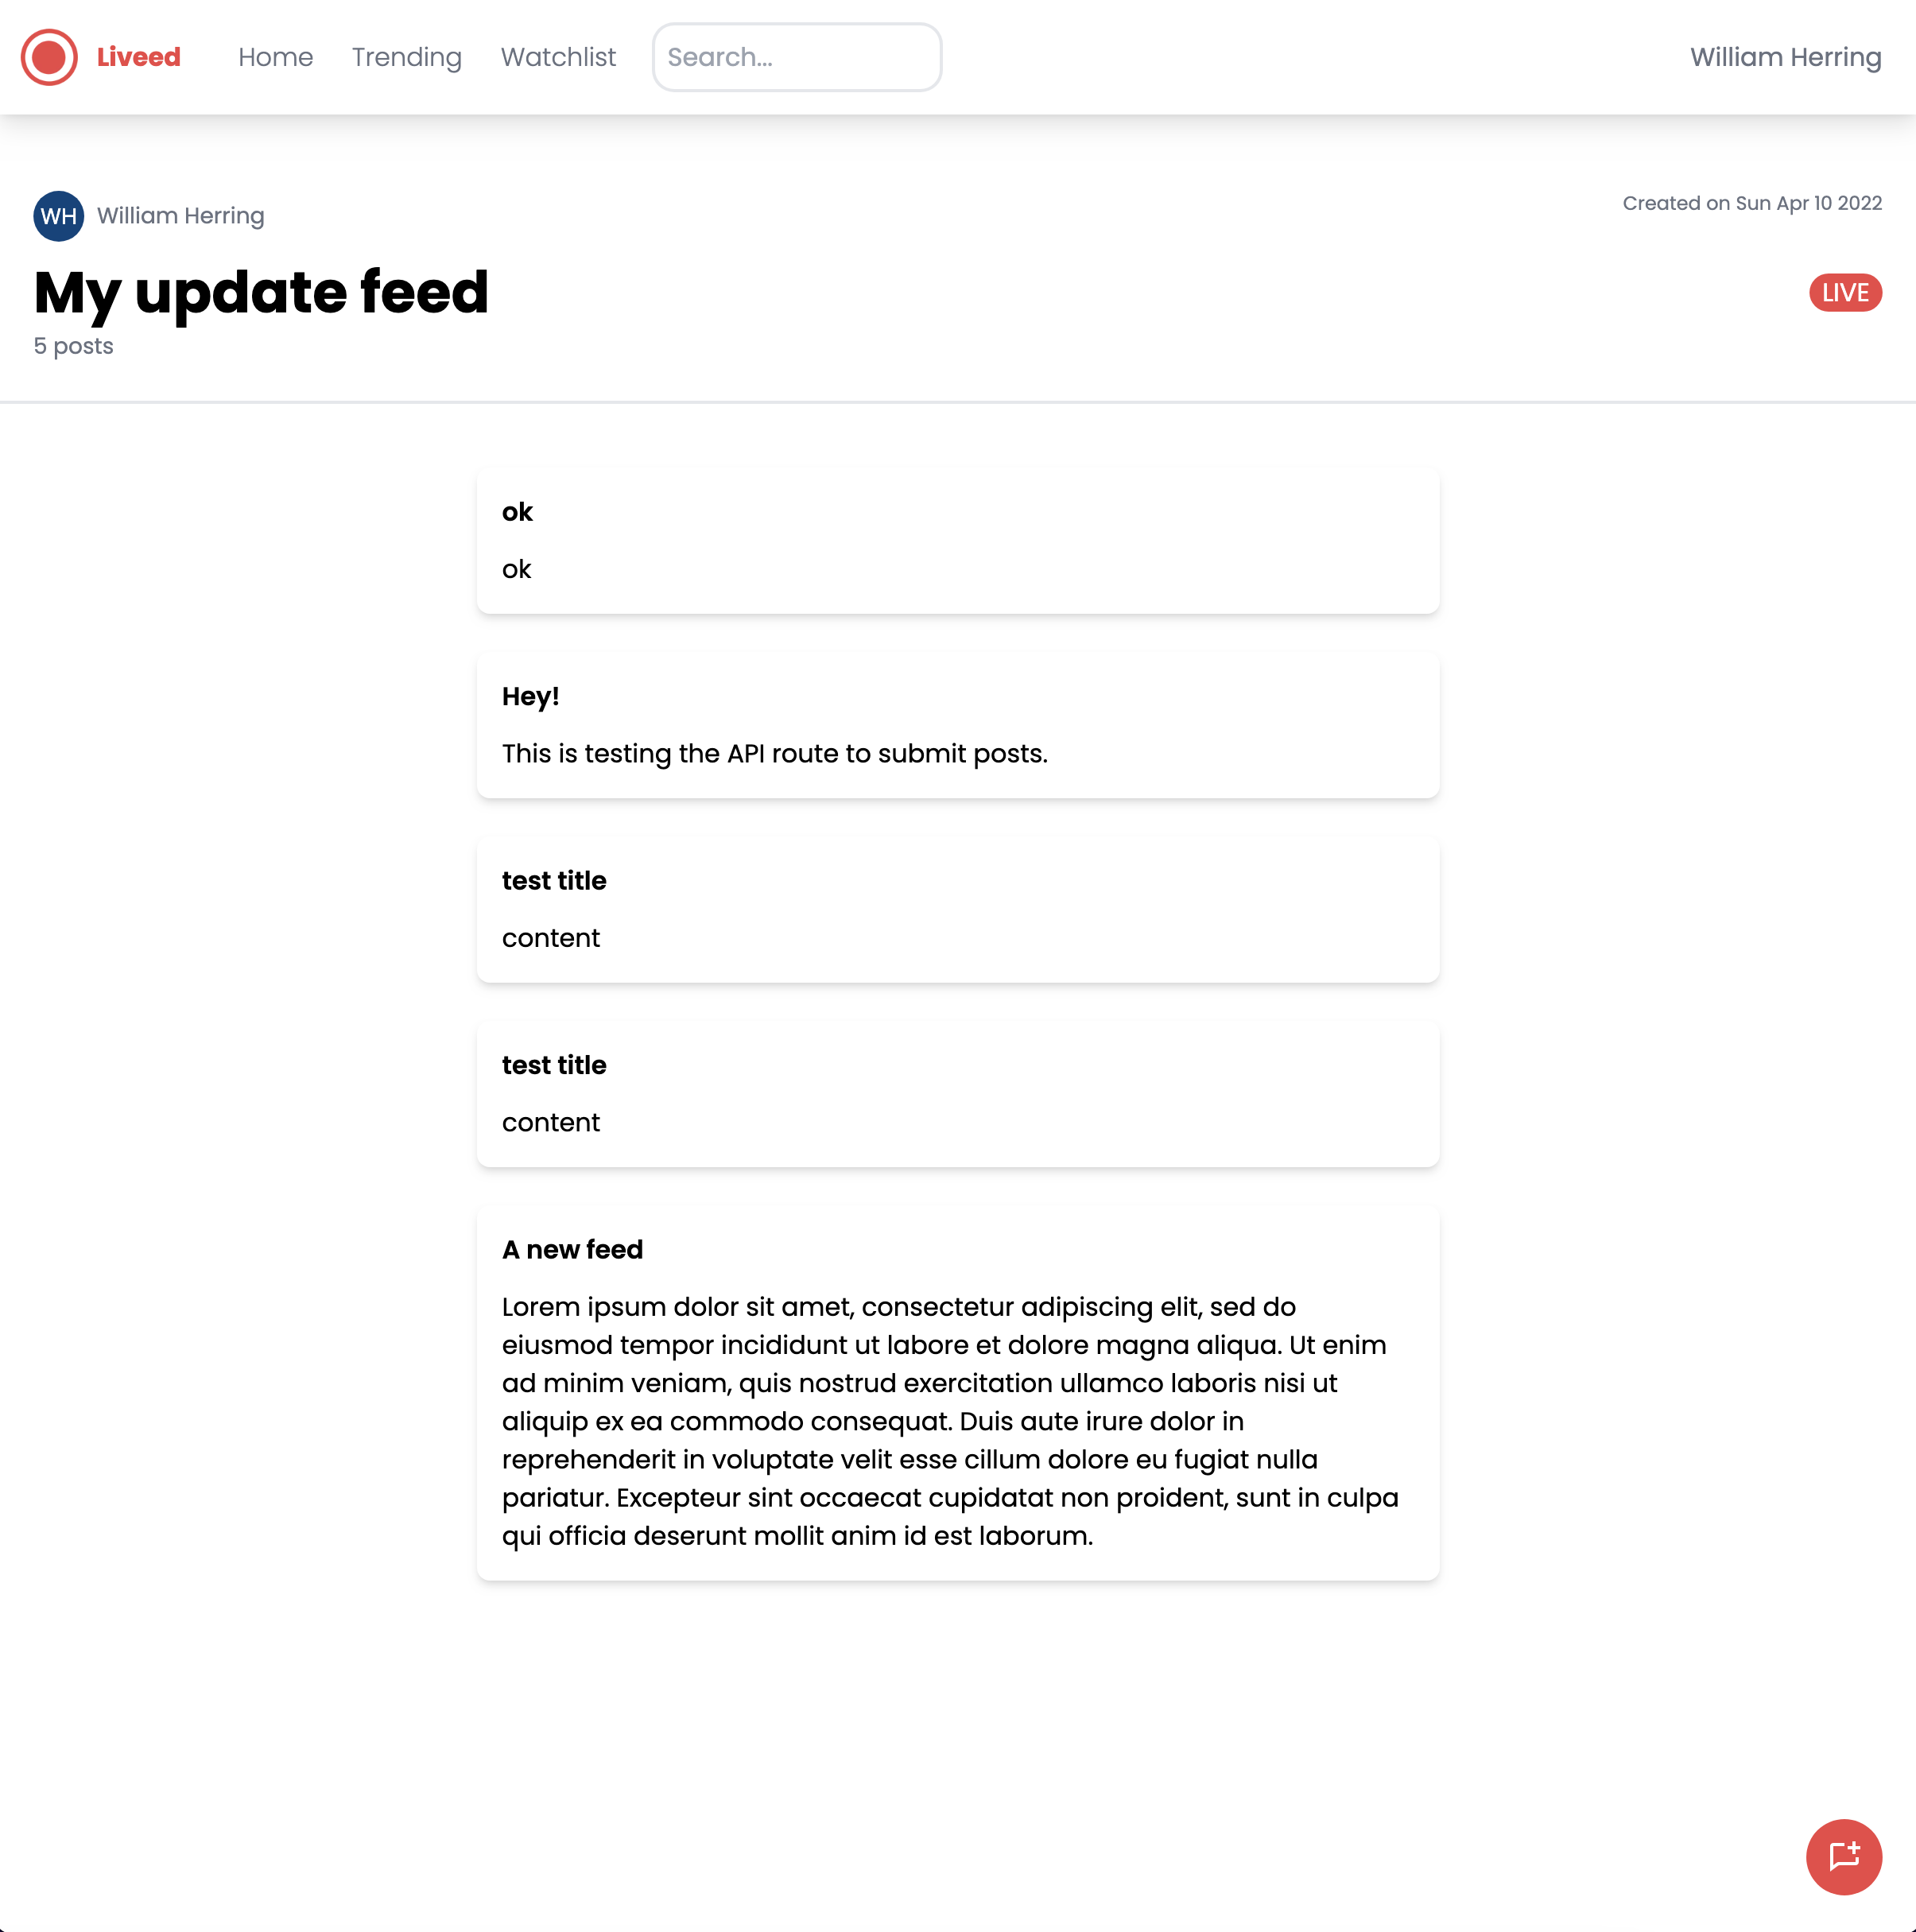 Liveed Home Trending Watchlist Search... William Herring
WH William Herring Created on Sun Apr 10 2022
My update feed LIVE
5 posts
ok
ok
Hey!
This is testing the API route to submit posts.
test title
content
test title
content
A new feed
Lorem ipsum dolor sit amet, consectetur adipiscing elit, sed do
eiusmod tempor incididunt ut labore et dolore magna aliqua. Ut enim
ad minim veniam, quis nostrud exercitation ullamco laboris nisi ut
aliquip ex ea commodo consequat. Duis aute irure dolor in
reprehenderit in voluptate velit esse cillum dolore eu fugiat nulla
pariatur. Excepteur sint occaecat cupidatat non proident, sunt in culpa
qui officia deserunt mollit anim id est laborum.